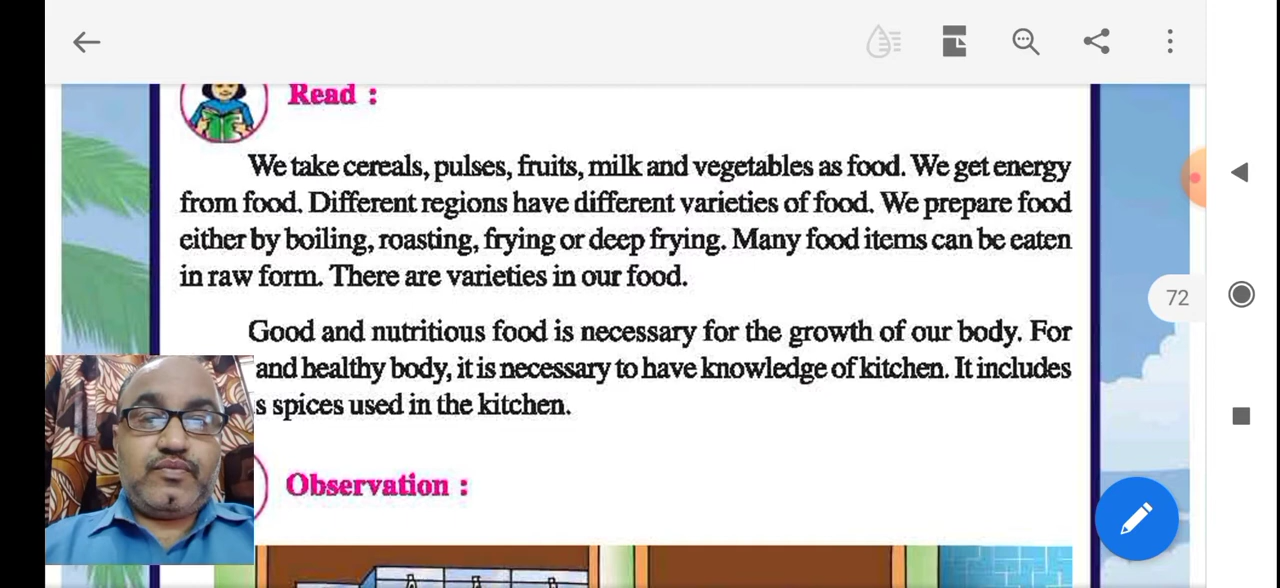 Read :
We take cereals, pulses, fruits, milk and vegetables as food. We get energy
from food. Different regions have different varieties of food. We prepare food
either by boiling, roasting, frying or deep frying. Many food items can be eaten
in raw form. There are varieties in our food.
Good and nutritious food is necessary for the growth of our body. For
and healthy body, it is necessary to have knowledge of kitchen. It includes
s spices used in the kitchen.
Observation :
72